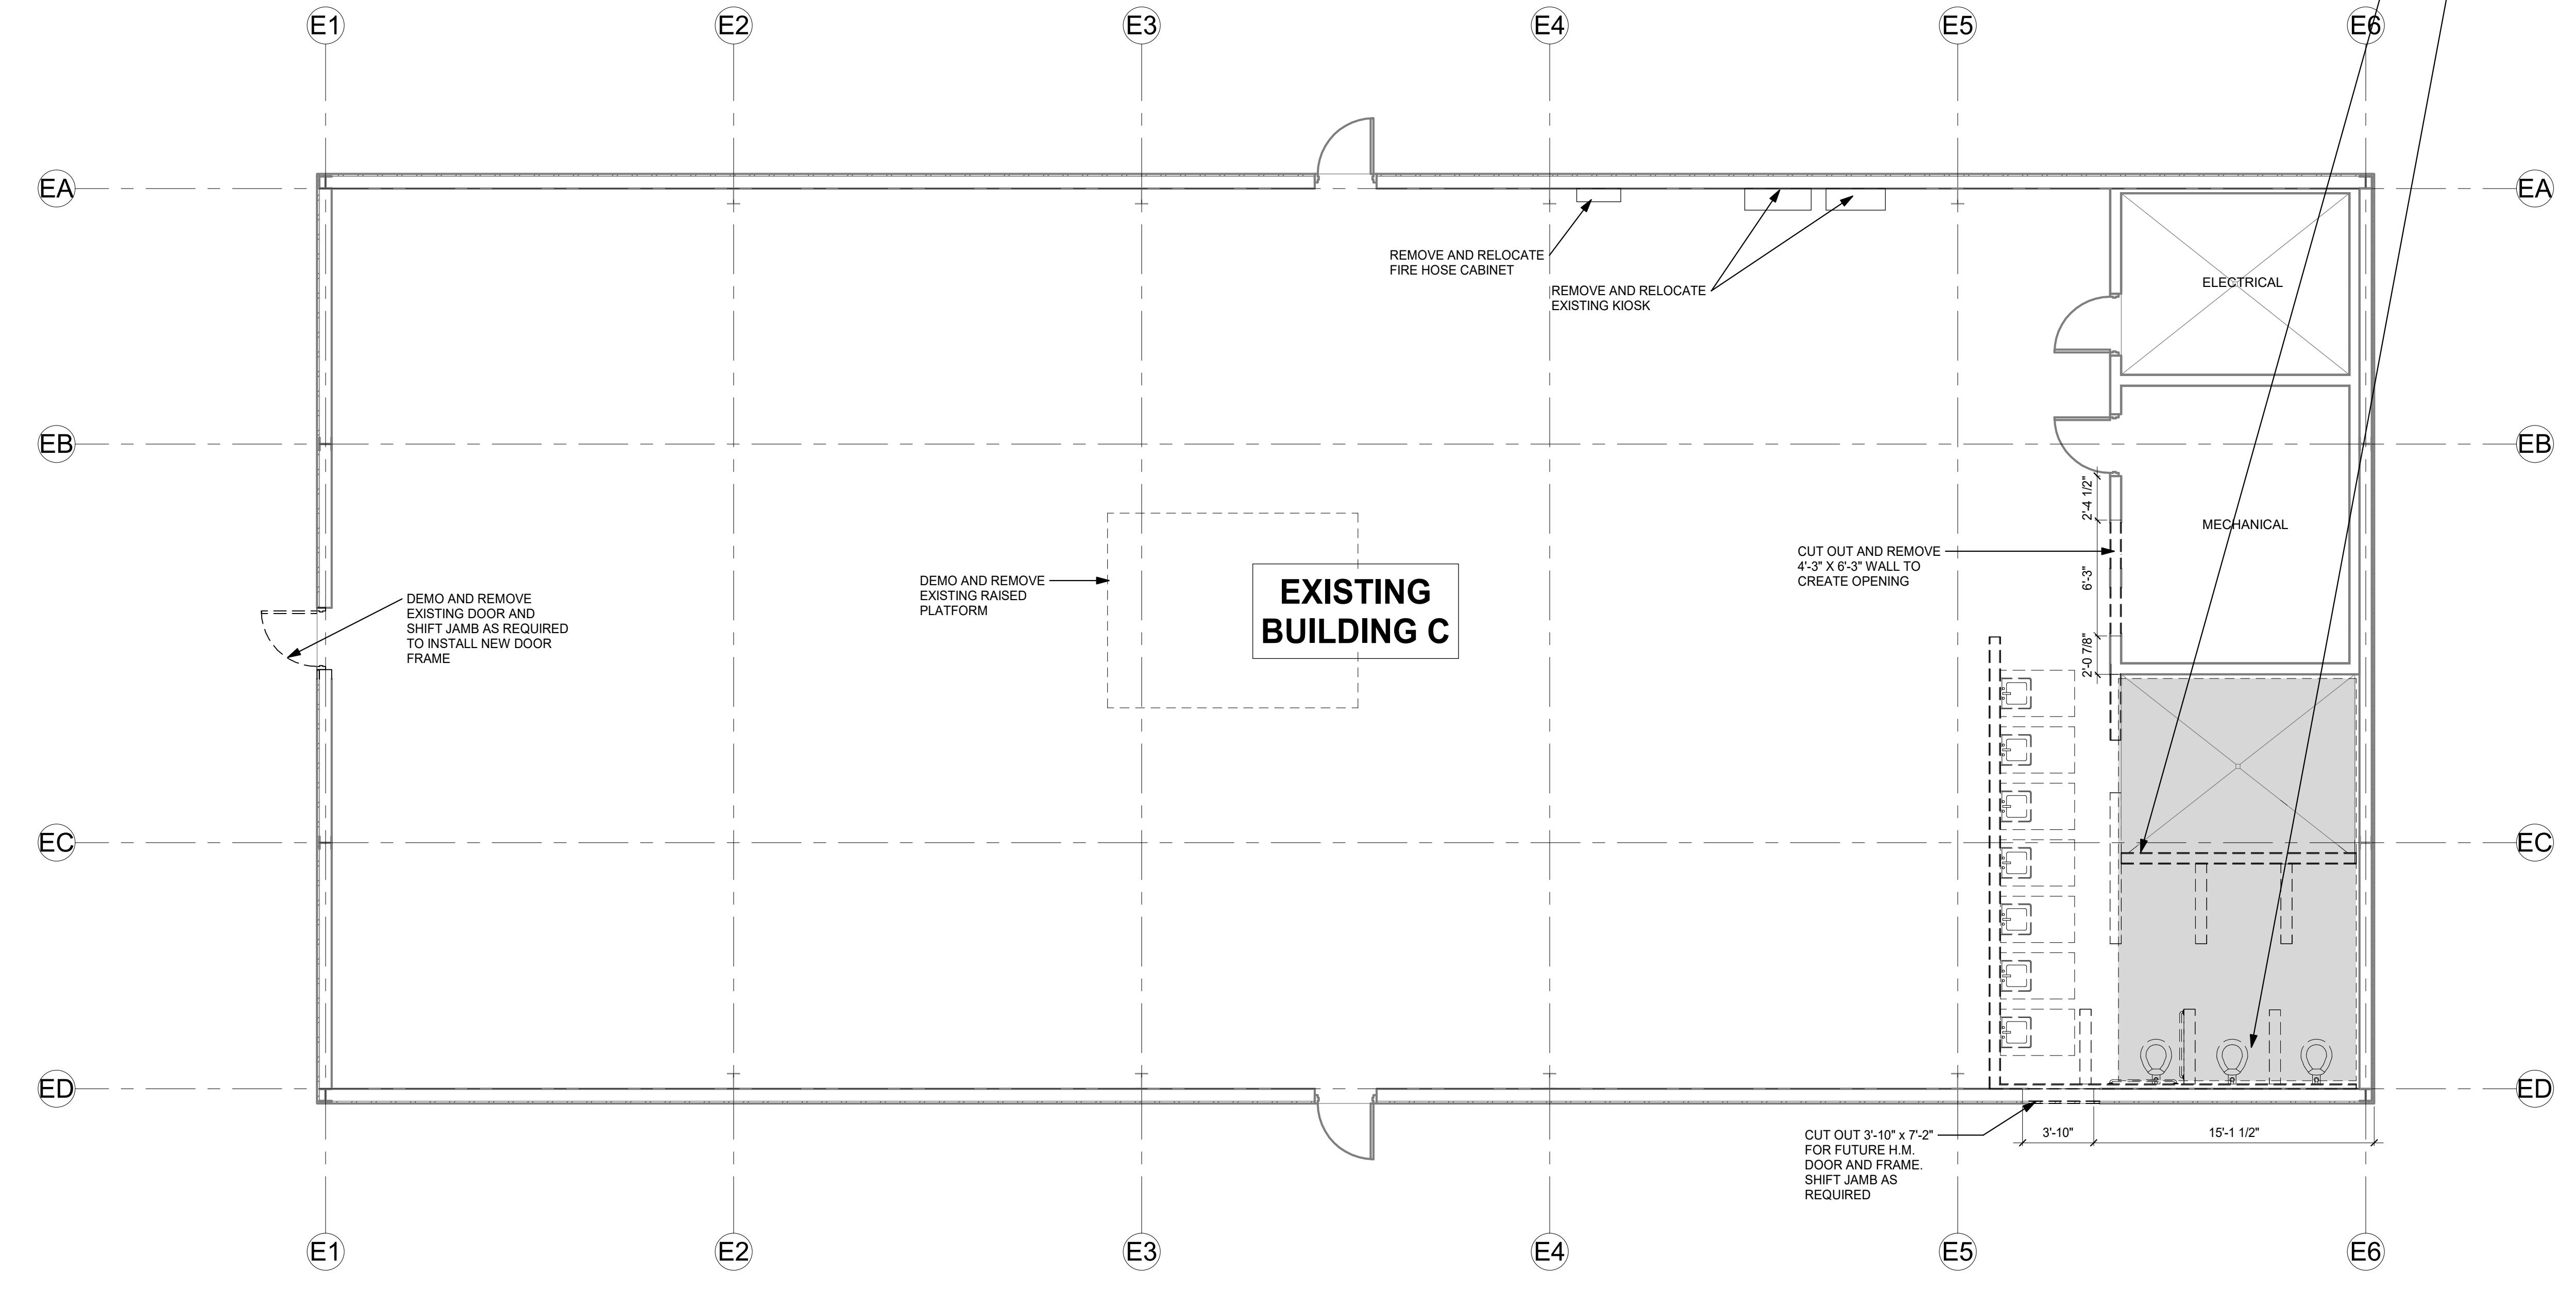 E1
E2
E3
E4
E5
E6
EA
EA
REMOVE AND RELOCATE
FIRE HOSE CABINET
REMOVE AND RELOCATE
EXISTING KIOSK
ELECTRICAL
EB
EB
2'-4 1/2"
MECHANICAL
CUT OUT AND REMOVE
4'-3" X 6'-3" WALL TO
CREATE OPENING
6'-3"
DEMO AND REMOVE
EXISTING RAISED
PLATFORM
EXISTING
BUILDING C
DEMO AND REMOVE
EXISTING DOOR AND
SHIFT JAMB AS REQUIRED
TO INSTALL NEW DOOR
FRAME
2'-0 7/8"
EC
EC
ED
ED
CUT OUT 3'-10" x 7'-2"
FOR FUTURE H.M.
DOOR AND FRAME.
SHIFT JAMB AS
REQUIRED
3'-10"
15'-1 1/2"
E1
E2
E3
E4
E5
E6